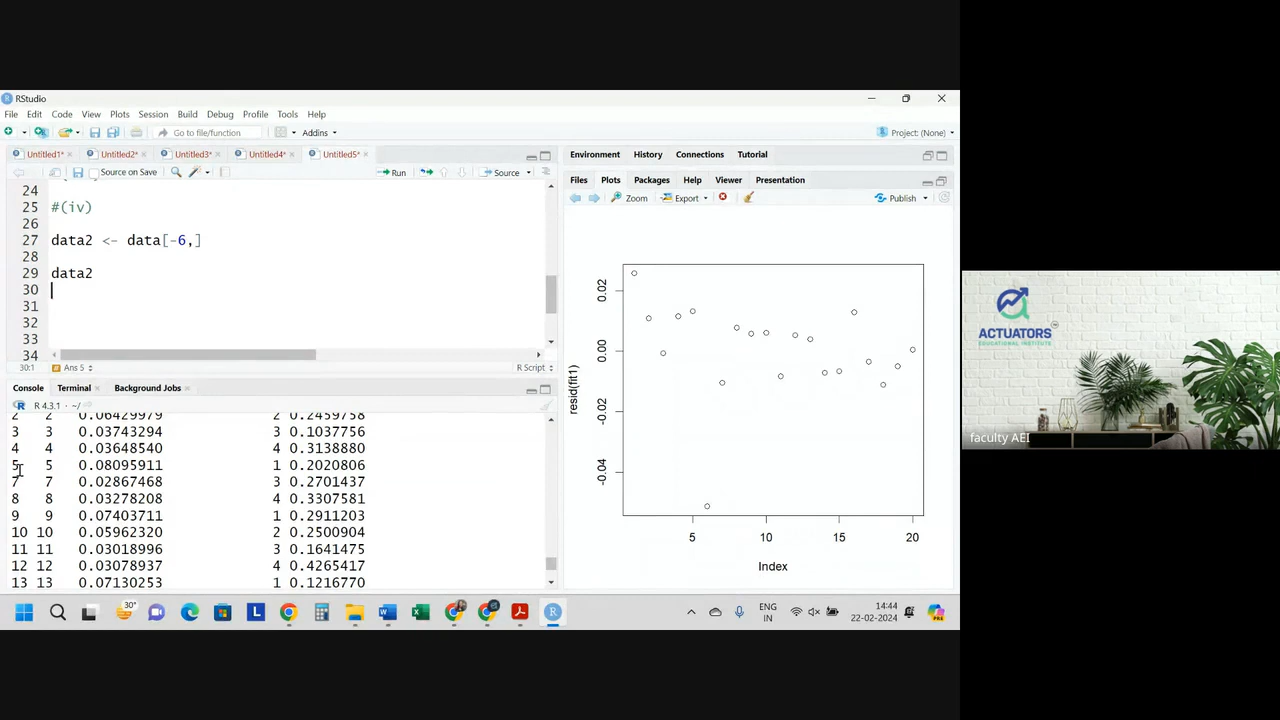 RStudio
File Edit Code View Plots Session Build Debug Profile Tools Help
Go to file/function Addins Project: (None)
Untitled1* Untitled2* Untitled3* Untitled4* Untitled5*
Source on Save Run Source
24
25 #(iv)
26
27 data2 <- data[-6,]
28
29 data2
30
31
32
33
34
30:1 Ans 5 R Script
Console Terminal Background Jobs
R 4.3.1 · ~/
2 2 0.06429979 2 0.2459758
3 3 0.03743294 3 0.1037756
4 4 0.03648540 4 0.3138880
5 5 0.08095911 1 0.2020806
7 7 0.02867468 3 0.2701437
8 8 0.03278208 4 0.3307581
9 9 0.07403711 1 0.2911203
10 10 0.05962320 2 0.2500904
11 11 0.03018996 3 0.1641475
12 12 0.03078937 4 0.4265417
13 13 0.07130253 1 0.1216770
Environment History Connections Tutorial
Files Plots Packages Help Viewer Presentation
Zoom Export Publish
resid(fit1)
0.02
0.00
-0.02
-0.04
5 10 15 20
Index
30°
L
ENG
IN
14:44
22-02-2024
PRE
ACTUATORS
EDUCATIONAL INSTITUTE
faculty AEI